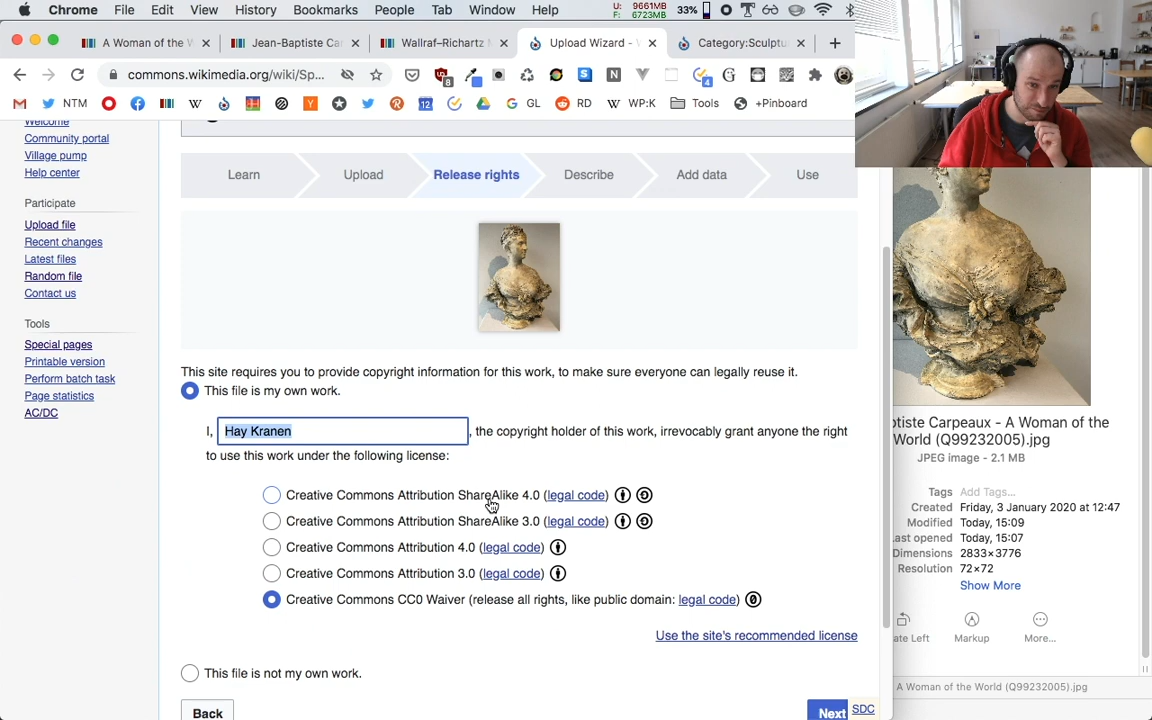 Chrome File Edit View History Bookmarks People Tab Window Help U: 9661MB F: 6723MB 33%
A Woman of the W × Jean-Baptiste Ca × Wallraf–Richartz × Upload Wizard - × Category:Sculptu × +
commons.wikimedia.org/wiki/Sp...
NTM W 12 GL RD WP:K Tools +Pinboard
Welcome
Community portal
Village pump
Help center
Participate
Upload file
Recent changes
Latest files
Random file
Contact us
Tools
Special pages
Printable version
Perform batch task
Page statistics
AC/DC
Learn Upload Release rights Describe Add data Use
This site requires you to provide copyright information for this work, to make sure everyone can legally reuse it.
This file is my own work.
I, Hay Kranen , the copyright holder of this work, irrevocably grant anyone the right
to use this work under the following license:
Creative Commons Attribution ShareAlike 4.0 (legal code)
Creative Commons Attribution ShareAlike 3.0 (legal code)
Creative Commons Attribution 4.0 (legal code)
Creative Commons Attribution 3.0 (legal code)
Creative Commons CC0 Waiver (release all rights, like public domain: legal code)
Use the site's recommended license
This file is not my own work.
Back Next SDC
ptiste Carpeaux - A Woman of the
World (Q99232005).jpg
JPEG image - 2.1 MB
Tags Add Tags...
Created Friday, 3 January 2020 at 12:47
Modified Today, 15:09
ast opened Today, 15:07
Dimensions 2833×3776
Resolution 72×72
Show More
ate Left Markup More...
A Woman of the World (Q99232005).jpg